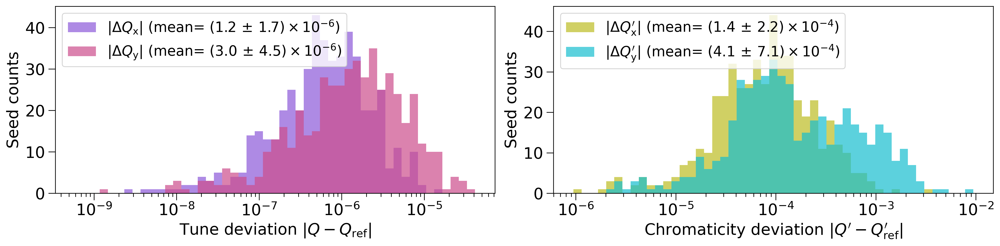 Seed counts
40
30
20
10
0
|ΔQx| (mean= (1.2 ± 1.7) × 10⁻⁶)
|ΔQy| (mean= (3.0 ± 4.5) × 10⁻⁶)
10⁻⁹ 10⁻⁸ 10⁻⁷ 10⁻⁶ 10⁻⁵
Tune deviation |Q − Qref|
Seed counts
40
30
20
10
0
|ΔQ′x| (mean= (1.4 ± 2.2) × 10⁻⁴)
|ΔQ′y| (mean= (4.1 ± 7.1) × 10⁻⁴)
10⁻⁶ 10⁻⁵ 10⁻⁴ 10⁻³ 10⁻²
Chromaticity deviation |Q′ − Q′ref|